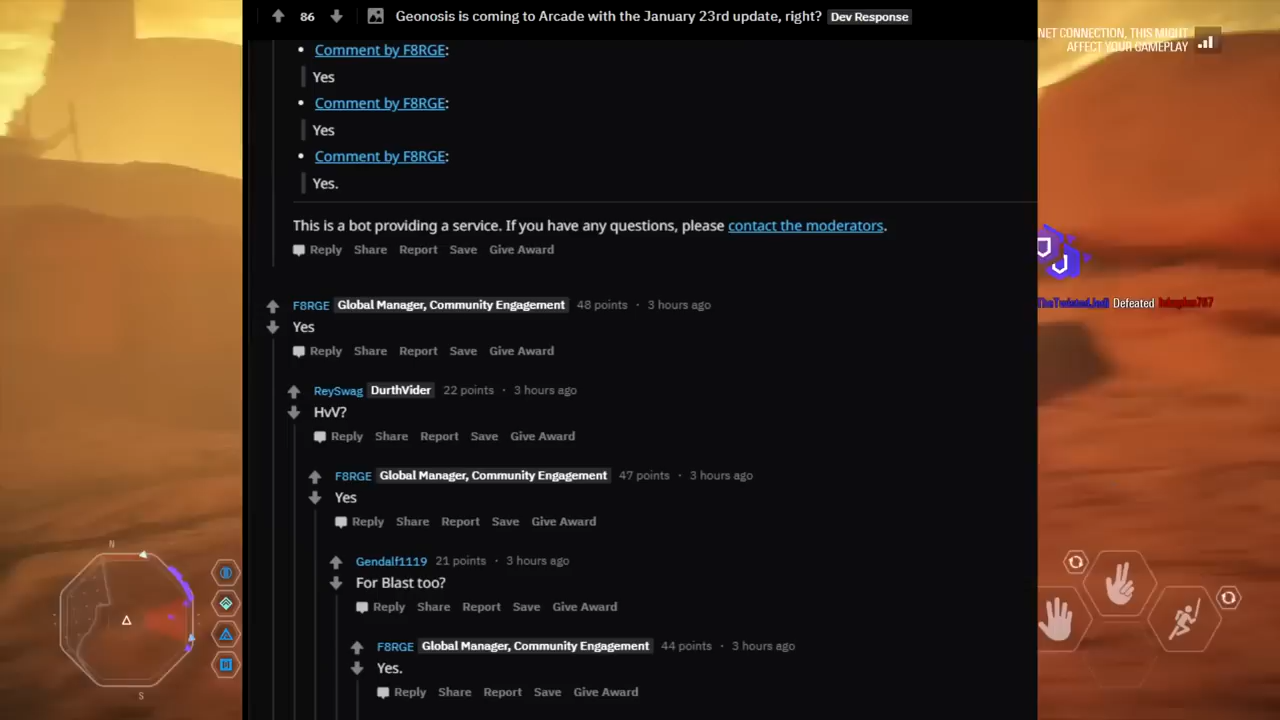 86 Geonosis is coming to Arcade with the January 23rd update, right? Dev Response
NET CONNECTION, THIS MIGHT
AFFECT YOUR GAMEPLAY
Comment by F8RGE:
Yes
Comment by F8RGE:
Yes
Comment by F8RGE:
Yes.
This is a bot providing a service. If you have any questions, please contact the moderators.
Reply Share Report Save Give Award
TheTwistedJedi Defeated
F8RGE Global Manager, Community Engagement 48 points · 3 hours ago
Yes
Reply Share Report Save Give Award
ReySwag DurthVider 22 points · 3 hours ago
HvV?
Reply Share Report Save Give Award
F8RGE Global Manager, Community Engagement 47 points · 3 hours ago
Yes
Reply Share Report Save Give Award
Gendalf1119 21 points · 3 hours ago
For Blast too?
Reply Share Report Save Give Award
F8RGE Global Manager, Community Engagement 44 points · 3 hours ago
Yes.
Reply Share Report Save Give Award
N
S